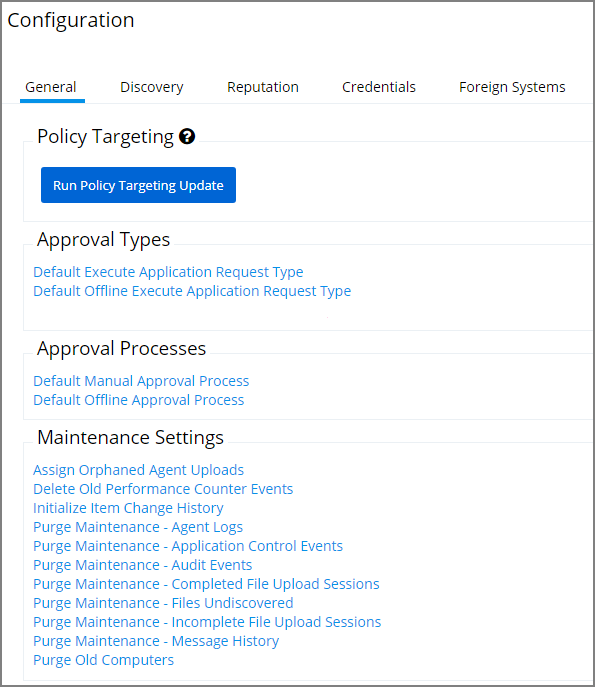 Configuration
General Discovery Reputation Credentials Foreign Systems
Policy Targeting ?
Run Policy Targeting Update
Approval Types
Default Execute Application Request Type
Default Offline Execute Application Request Type
Approval Processes
Default Manual Approval Process
Default Offline Approval Process
Maintenance Settings
Assign Orphaned Agent Uploads
Delete Old Performance Counter Events
Initialize Item Change History
Purge Maintenance - Agent Logs
Purge Maintenance - Application Control Events
Purge Maintenance - Audit Events
Purge Maintenance - Completed File Upload Sessions
Purge Maintenance - Files Undiscovered
Purge Maintenance - Incomplete File Upload Sessions
Purge Maintenance - Message History
Purge Old Computers